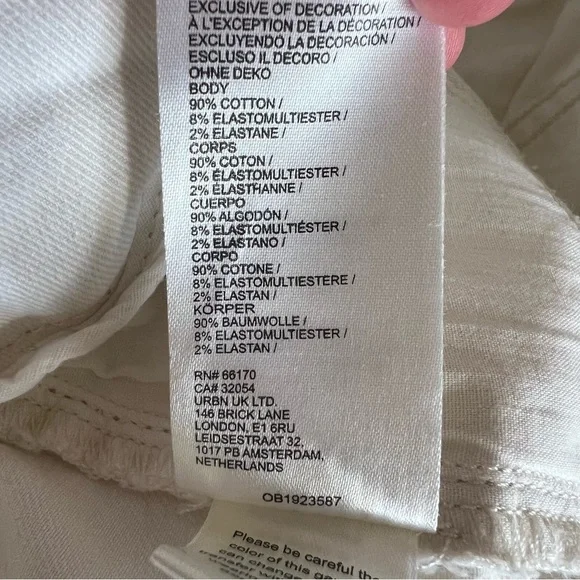 EXCLUSIVE OF DECORATION /
À L'EXCEPTION DE LA DÉCORATION /
EXCLUYENDO LA DECORACIÓN /
ESCLUSO IL DECORO /
OHNE DEKO
BODY
90% COTTON /
8% ELASTOMULTIESTER /
2% ELASTANE /
CORPS
90% COTON /
8% ÉLASTOMULTIESTER /
2% ÉLASTHANNE /
CUERPO
90% ALGODÓN /
8% ELASTOMULTIÉSTER /
2% ELASTANO /
CORPO
90% COTONE /
8% ELASTOMULTIESTERE /
2% ELASTAN /
KÖRPER
90% BAUMWOLLE /
8% ELASTOMULTIESTER /
2% ELASTAN /
RN# 66170
CA# 32054
URBN UK LTD.
146 BRICK LANE
LONDON, E1 6RU
LEIDSESTRAAT 32,
1017 PB AMSTERDAM,
NETHERLANDS
OB1923587
Please be careful the
color of this ga
can change
transfer w